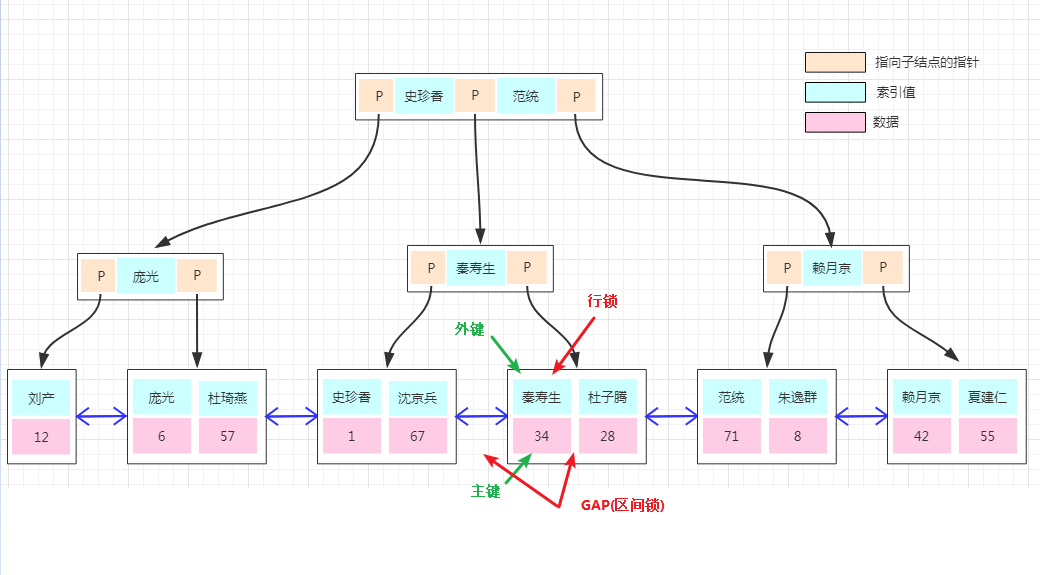 指向子结点的指针
索引值
数据
P 史珍香 P 范统 P
P 庞光 P
P 秦寿生 P
P 赖月京 P
行锁
外键
刘产
12
庞光 杜琦燕
6 57
史珍香 沈京兵
1 67
秦寿生 杜子腾
34 28
范统 朱逸群
71 8
赖月京 夏建仁
42 55
主键
GAP(区间锁)